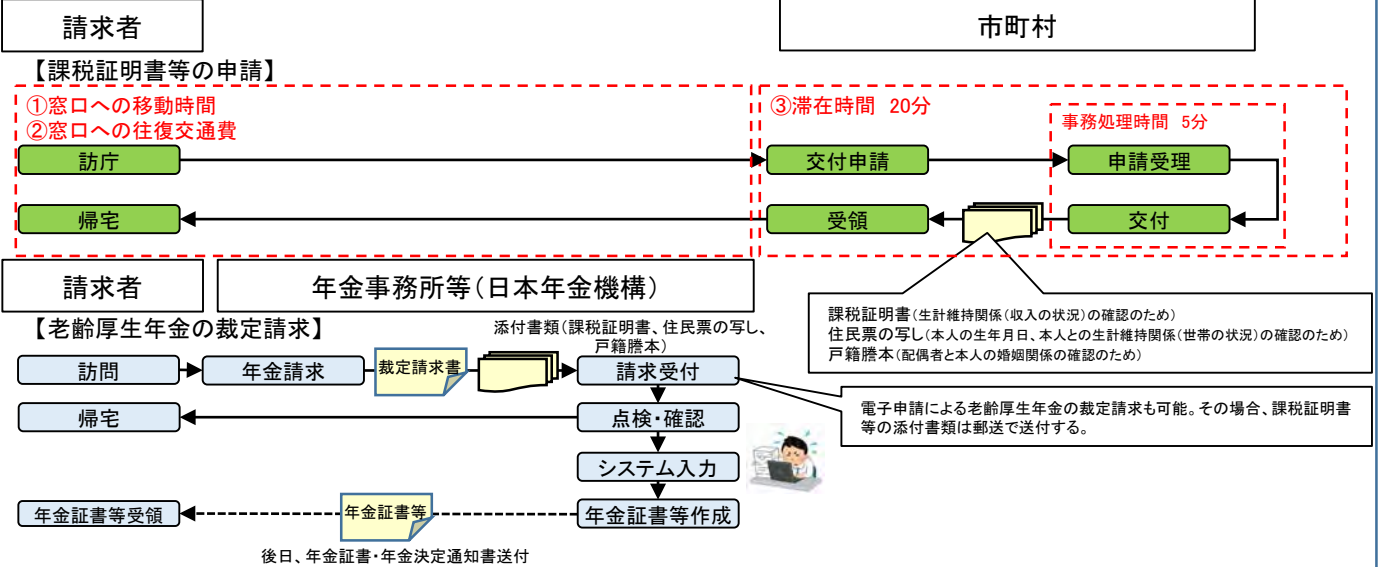 請求者
市町村
【課税証明書等の申請】
①窓口への移動時間
②窓口への往復交通費
③滞在時間 20分
事務処理時間 5分
訪庁
交付申請
申請受理
帰宅
受領
交付
請求者
年金事務所等(日本年金機構)
課税証明書(生計維持関係(収入の状況)の確認のため)
住民票の写し(本人の生年月日、本人との生計維持関係(世帯の状況)の確認のため)
戸籍謄本(配偶者と本人の婚姻関係の確認のため)
【老齢厚生年金の裁定請求】
添付書類(課税証明書、住民票の写し、
戸籍謄本)
訪問
年金請求
裁定請求書
請求受付
電子申請による老齢厚生年金の裁定請求も可能。その場合、課税証明書
等の添付書類は郵送で送付する。
帰宅
点検・確認
システム入力
年金証書等受領
年金証書等
年金証書等作成
後日、年金証書・年金決定通知書送付